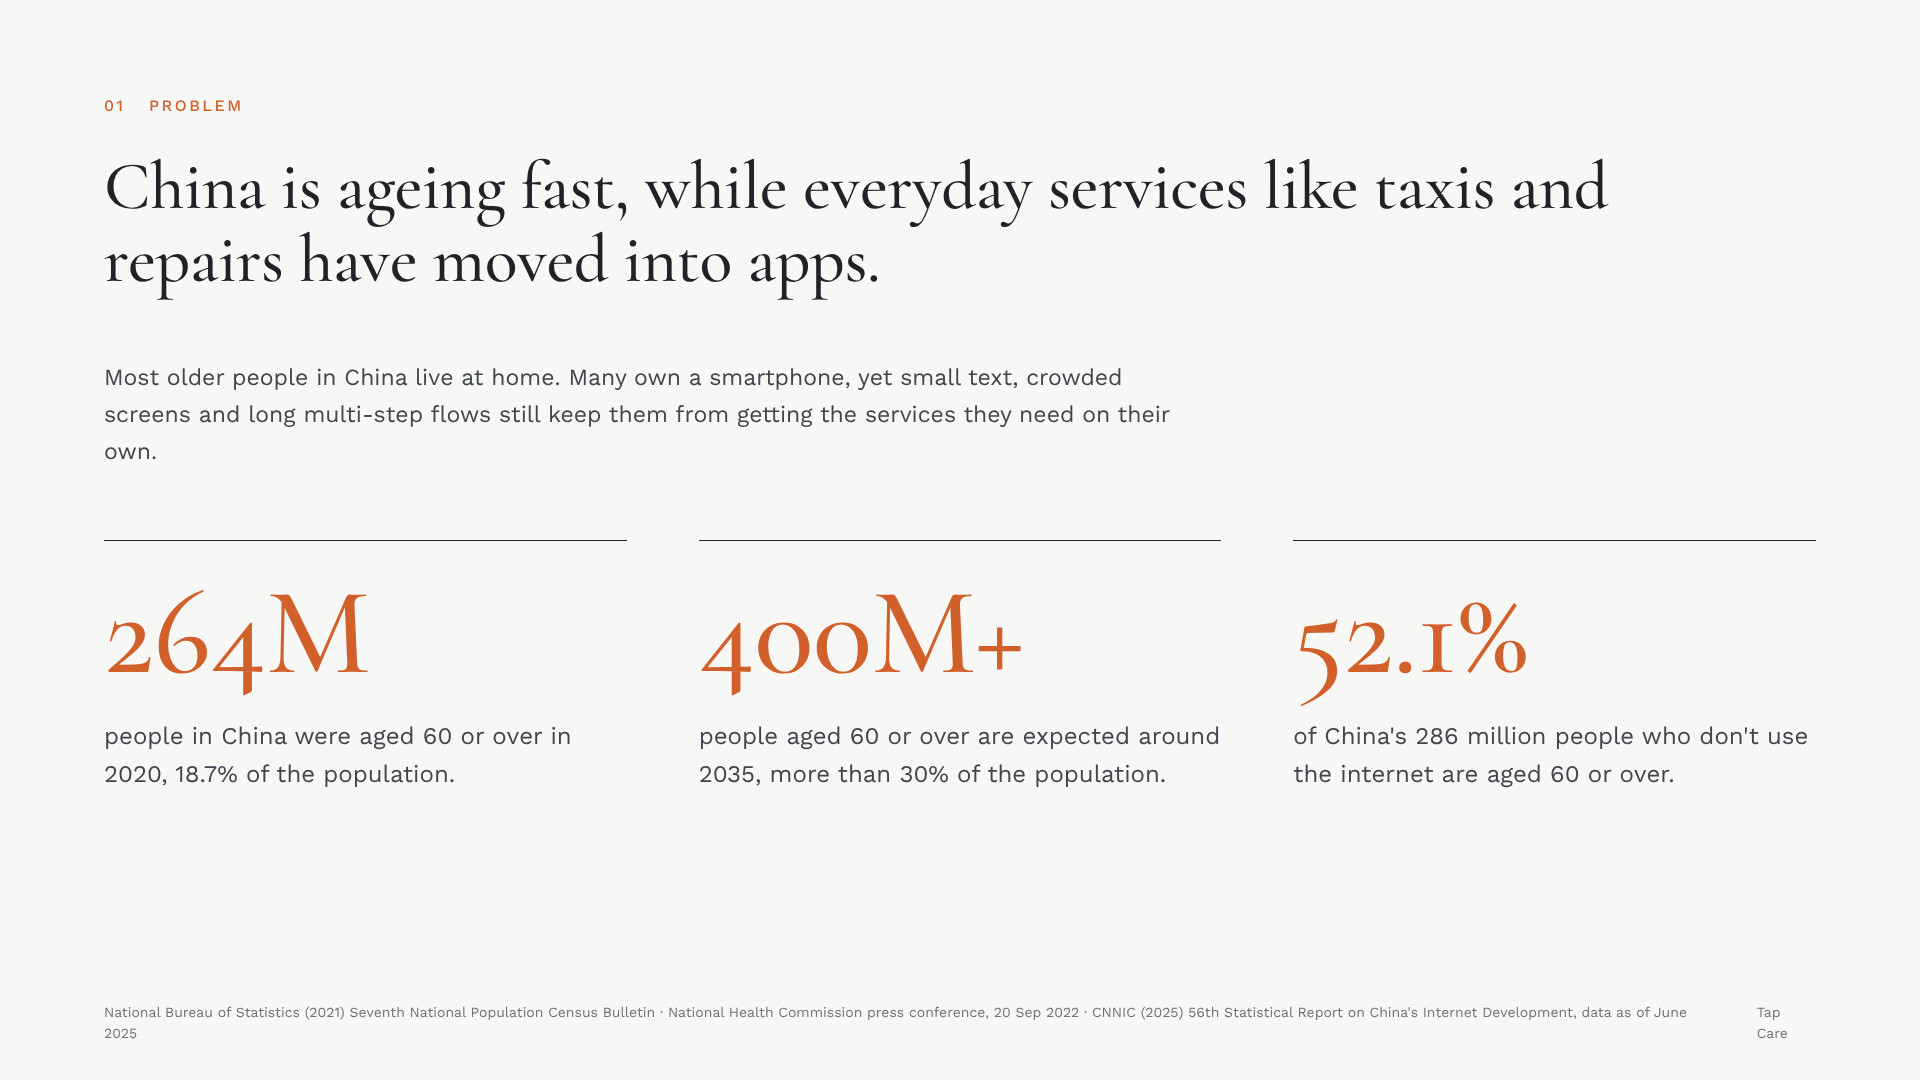 01 PROBLEM
China is ageing fast, while everyday services like taxis and
repairs have moved into apps.
Most older people in China live at home. Many own a smartphone, yet small text, crowded
screens and long multi-step flows still keep them from getting the services they need on their
own.
264M
people in China were aged 60 or over in
2020, 18.7% of the population.
400M+
people aged 60 or over are expected around
2035, more than 30% of the population.
52.1%
of China's 286 million people who don't use
the internet are aged 60 or over.
National Bureau of Statistics (2021) Seventh National Population Census Bulletin · National Health Commission press conference, 20 Sep 2022 · CNNIC (2025) 56th Statistical Report on China's Internet Development, data as of June
2025
Tap
Care